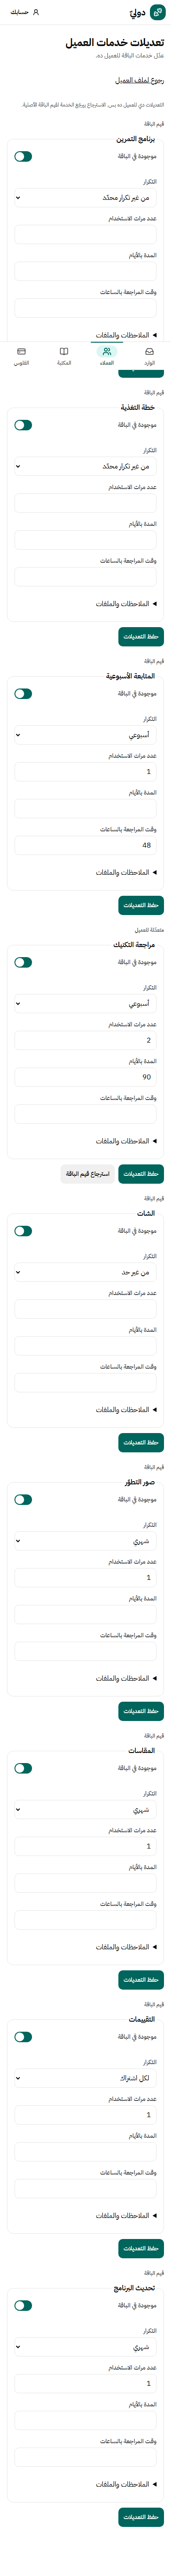 دوليّ
حسابك
تعديلات خدمات العميل
عدّل خدمات الباقة للعميل ده.
رجوع لملف العميل
التعديلات دي للعميل ده بس. الاسترجاع يرجّع الخدمة لقيم الباقة الأصلية.
قيم الباقة
برنامج التمرين
موجودة في الباقة
التكرار
من غير تكرار محدّد
عدد مرات الاستخدام
المدة بالأيام
وقت المراجعة بالساعات
الملاحظات والملفات
الوارد
العملاء
المكتبة
الفلوس
قيم الباقة
خطة التغذية
موجودة في الباقة
التكرار
من غير تكرار محدّد
عدد مرات الاستخدام
المدة بالأيام
وقت المراجعة بالساعات
الملاحظات والملفات
حفظ التعديلات
قيم الباقة
المتابعة الأسبوعية
موجودة في الباقة
التكرار
أسبوعي
عدد مرات الاستخدام
1
المدة بالأيام
وقت المراجعة بالساعات
48
الملاحظات والملفات
حفظ التعديلات
متعدّلة للعميل
مراجعة التكنيك
موجودة في الباقة
التكرار
أسبوعي
عدد مرات الاستخدام
2
المدة بالأيام
90
وقت المراجعة بالساعات
الملاحظات والملفات
حفظ التعديلات
استرجاع قيم الباقة
قيم الباقة
الشات
موجودة في الباقة
التكرار
من غير حد
عدد مرات الاستخدام
المدة بالأيام
وقت المراجعة بالساعات
الملاحظات والملفات
حفظ التعديلات
قيم الباقة
صور التطوّر
موجودة في الباقة
التكرار
شهري
عدد مرات الاستخدام
1
المدة بالأيام
وقت المراجعة بالساعات
الملاحظات والملفات
حفظ التعديلات
قيم الباقة
المقاسات
موجودة في الباقة
التكرار
شهري
عدد مرات الاستخدام
1
المدة بالأيام
وقت المراجعة بالساعات
الملاحظات والملفات
حفظ التعديلات
قيم الباقة
التقييمات
موجودة في الباقة
التكرار
لكل اشتراك
عدد مرات الاستخدام
1
المدة بالأيام
وقت المراجعة بالساعات
الملاحظات والملفات
حفظ التعديلات
قيم الباقة
تحديث البرنامج
موجودة في الباقة
التكرار
شهري
عدد مرات الاستخدام
1
المدة بالأيام
وقت المراجعة بالساعات
الملاحظات والملفات
حفظ التعديلات